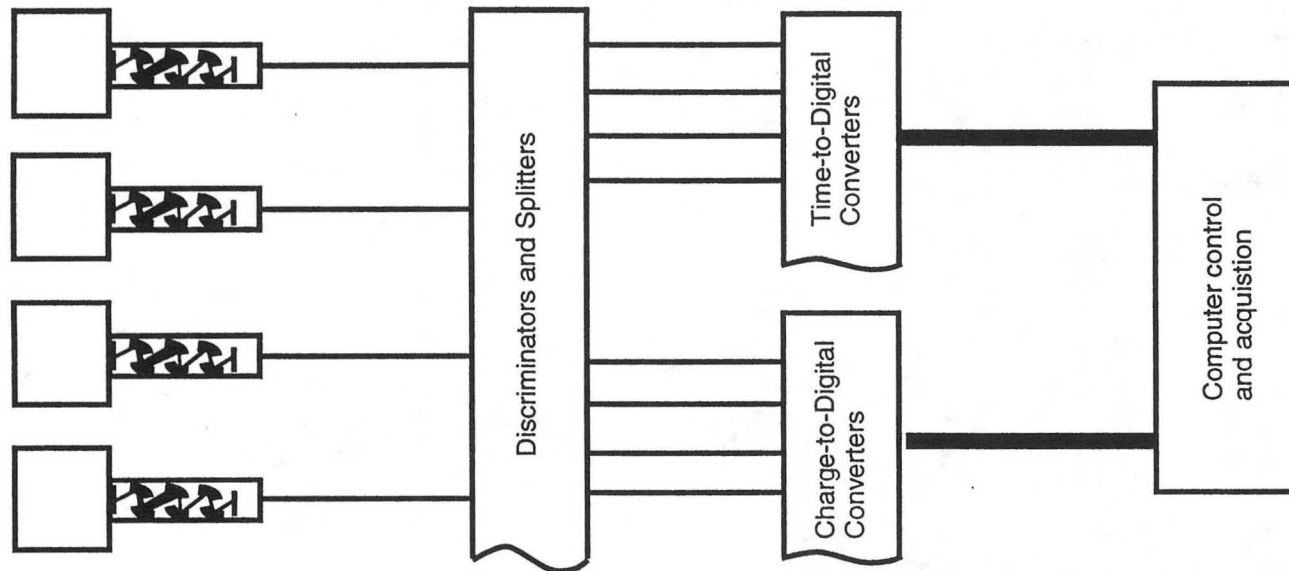 Discriminators and Splitters
Time-to-Digital
Converters
Charge-to-Digital
Converters
Computer control
and acquistion